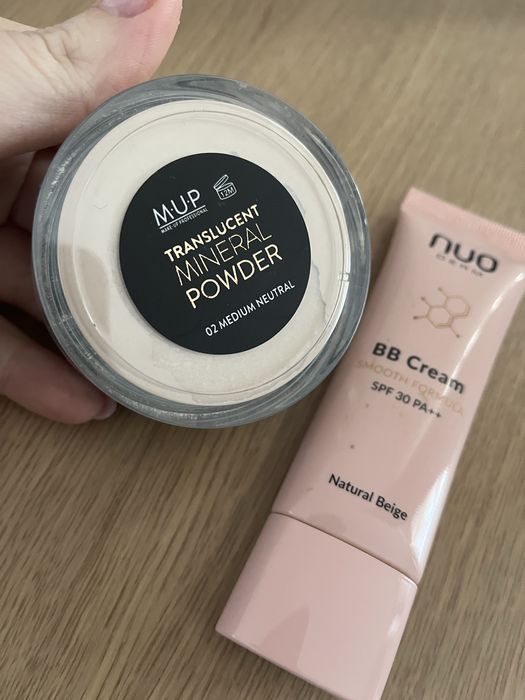 M·U·P
MAKE UP PROFESSIONAL
12M
TRANSLUCENT
MINERAL
POWDER
02 MEDIUM NEUTRAL
nuo
DERM
BB Cream
SMOOTH FORMULA
SPF 30 PA++
Natural Beige